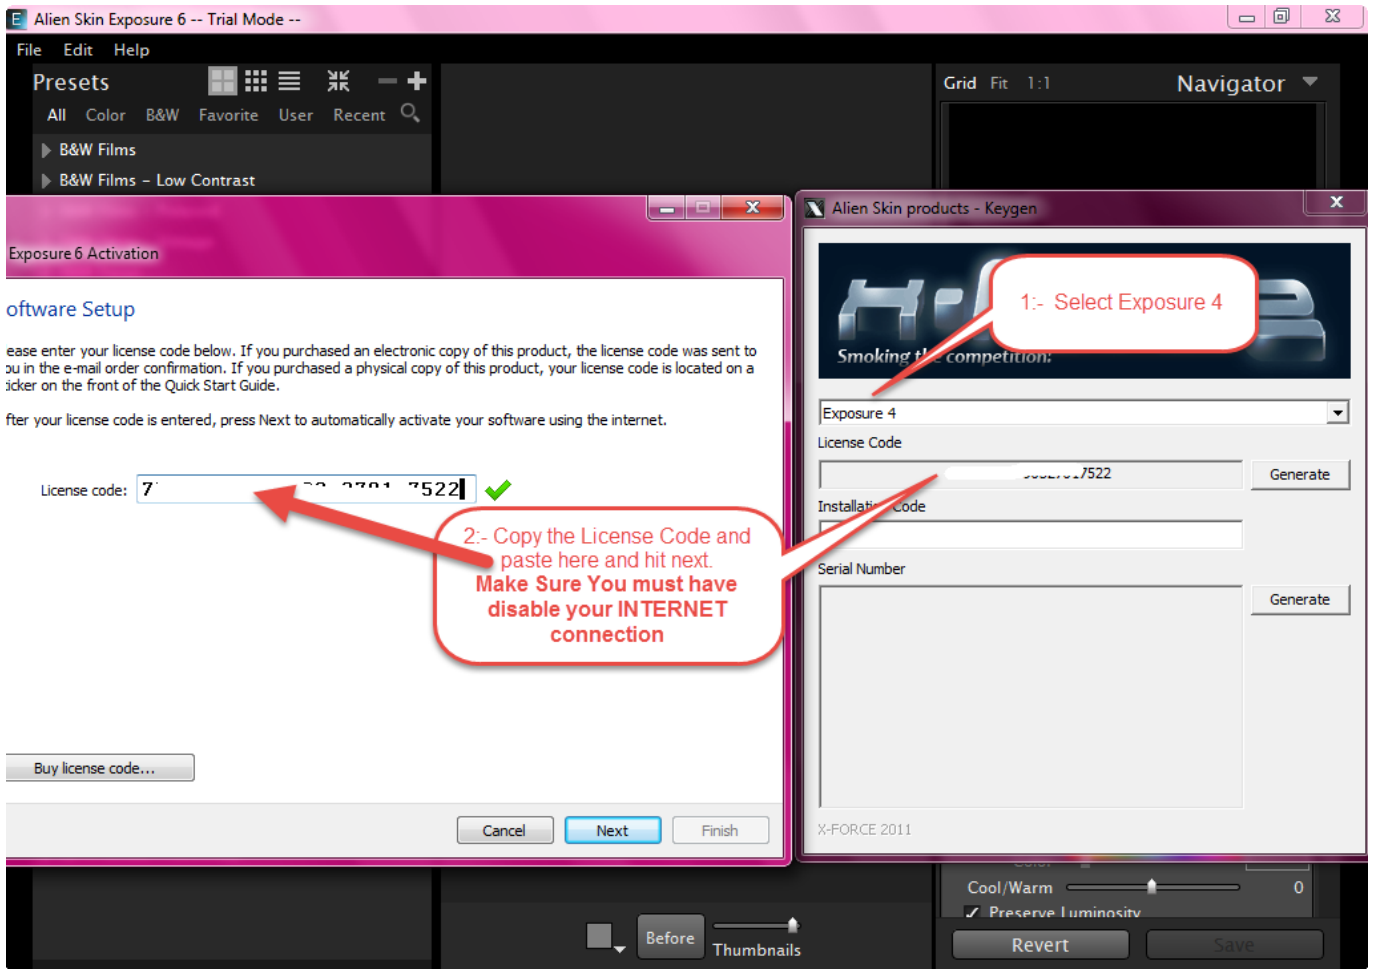 Alien Skin Exposure 6 -- Trial Mode --
File Edit Help
Presets
All Color B&W Favorite User Recent
B&W Films
B&W Films - Low Contrast
Grid Fit 1:1 Navigator
Exposure 6 Activation
oftware Setup
ease enter your license code below. If you purchased an electronic copy of this product, the license code was sent to
ou in the e-mail order confirmation. If you purchased a physical copy of this product, your license code is located on a
ticker on the front of the Quick Start Guide.
fter your license code is entered, press Next to automatically activate your software using the internet.
License code: 7 7522
2:- Copy the License Code and
paste here and hit next.
Make Sure You must have
disable your INTERNET
connection
Buy license code...
Cancel Next Finish
Alien Skin products - Keygen
1:- Select Exposure 4
Smoking the competition:
Exposure 4
License Code
7522 Generate
Installation Code
Serial Number
Generate
X-FORCE 2011
Cool/Warm 0
Preserve Luminosity
Before Thumbnails
Revert Save